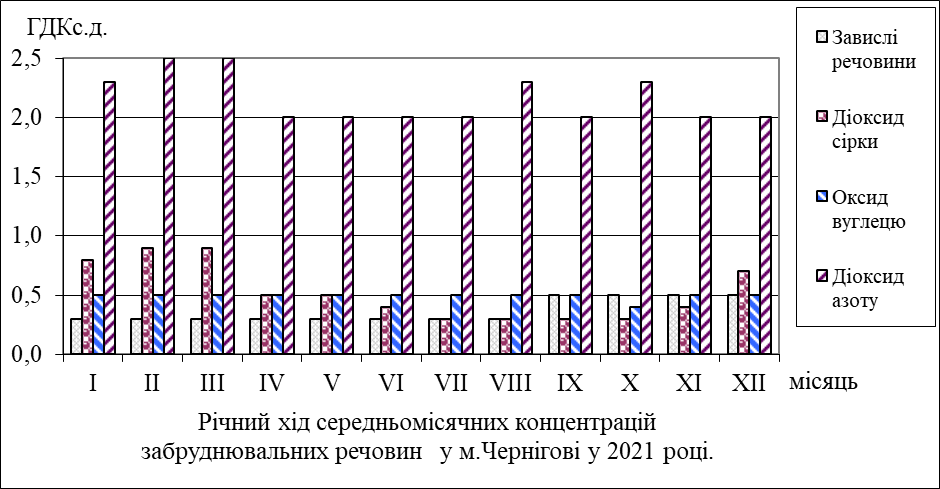 ГДКс.д.
2,5
2,0
1,5
1,0
0,5
0,0
I II III IV V VI VII VIII IX X XI XII місяць
Річний хід середньомісячних концентрацій
забруднювальних речовин у м.Чернігові у 2021 році.
Завислі
речовини
Діоксид
сірки
Оксид
вуглецю
Діоксид
азоту